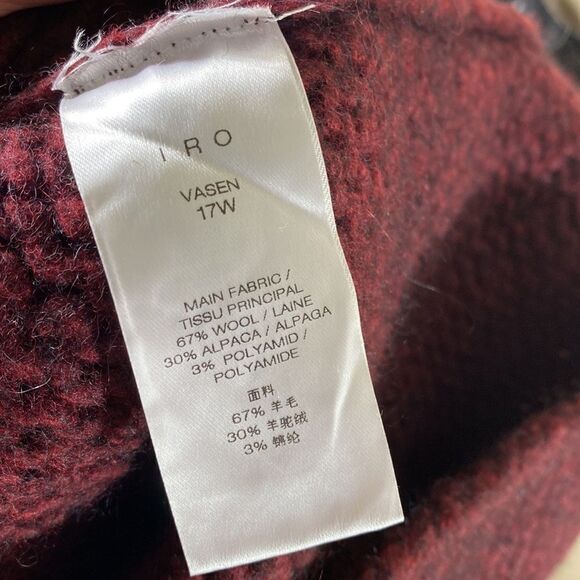 IRO
VASEN
17W
MAIN FABRIC /
TISSU PRINCIPAL
67% WOOL / LAINE
30% ALPACA / ALPAGA
3% POLYAMID /
POLYAMIDE
面料
67% 羊毛
30% 羊驼绒
3% 锦纶